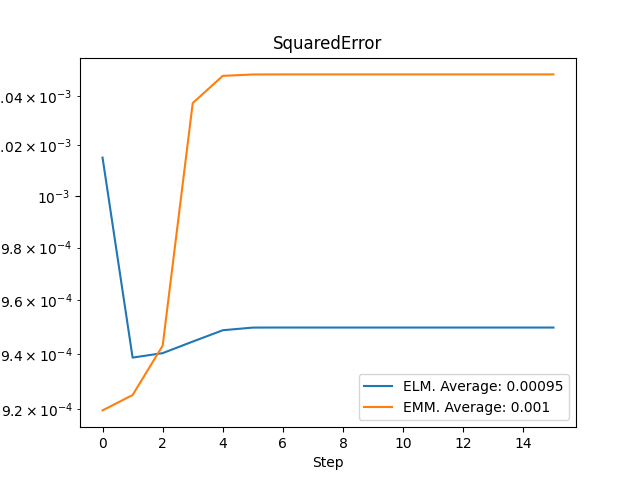 SquaredError
.04 × 10⁻³
.02 × 10⁻³
10⁻³
9.8 × 10⁻⁴
9.6 × 10⁻⁴
9.4 × 10⁻⁴
9.2 × 10⁻⁴
ELM. Average: 0.00095
EMM. Average: 0.001
0 2 4 6 8 10 12 14
Step